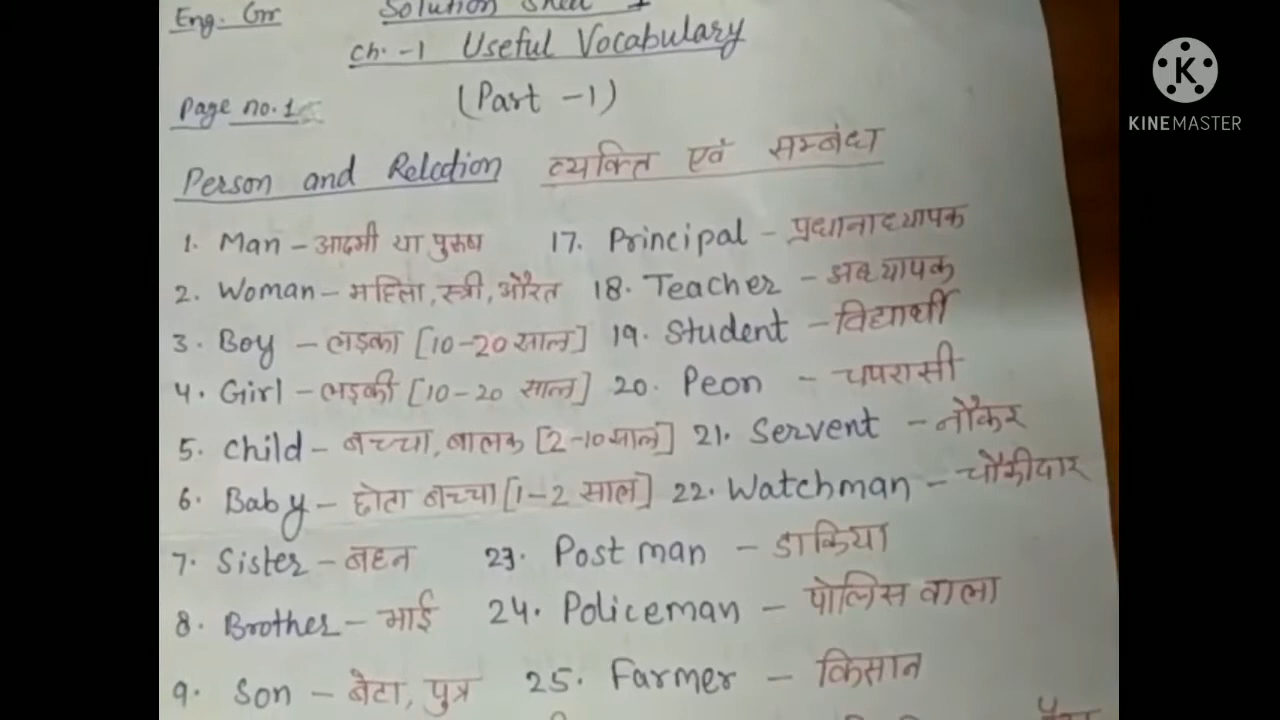 Eng. Gr
Solution Sheet
Ch. -1 Useful Vocabulary
(Part -1)
Page no. 1
Person and Relation व्यक्ति एवं सम्बंध
1. Man - आदमी या पुरुष 17. Principal - प्रधानाध्यापक
2. Woman - महिला, स्त्री, औरत 18. Teacher - अध्यापक
3. Boy - लड़का [10-20 साल] 19. Student - विद्यार्थी
4. Girl - लड़की [10-20 साल] 20. Peon - चपरासी
5. Child - बच्चा, बालक [2-10 साल] 21. Servent - नौकर
6. Baby - छोटा बच्चा [1-2 साल] 22. Watchman - चौकीदार
7. Sister - बहन 23. Post man - डाकिया
8. Brother - भाई 24. Policeman - पोलिस वाला
9. Son - बेटा, पुत्र 25. Farmer - किसान
K
KINEMASTER